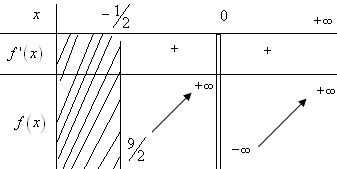 x -1/2 0 +∞
f'(x) + +
+∞ +∞
f(x)
9/2 -∞